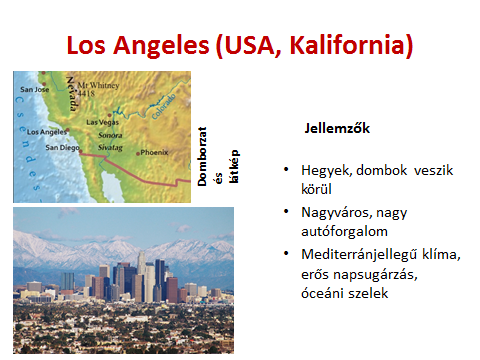 Los Angeles (USA, Kalifornia)
San Jose
Nevada
Mt Whitney
4418
Colorado
Las Vegas
Los Angeles
Sonora
Sivatag
San Diego
Phoenix
Csendes
Domborzat
és
látkép
Jellemzők
• Hegyek, dombok veszik
körül
• Nagyváros, nagy
autóforgalom
• Mediterránjellegű klíma,
erős napsugárzás,
óceáni szelek